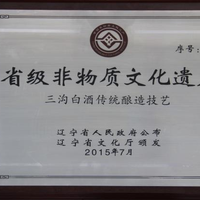 序号:
省级非物质文化遗
三沟白酒传统酿造技艺
辽宁省人民政府公布
辽宁省文化厅颁发
2015年7月